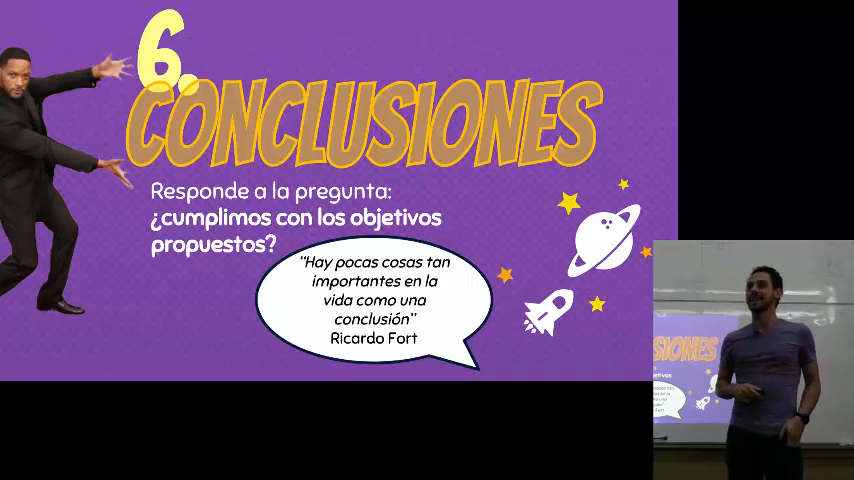 6.
CONCLUSIONES
Responde a la pregunta:
¿cumplimos con los objetivos
propuestos?
“Hay pocas cosas tan
importantes en la
vida como una
conclusión”
Ricardo Fort
SIONES